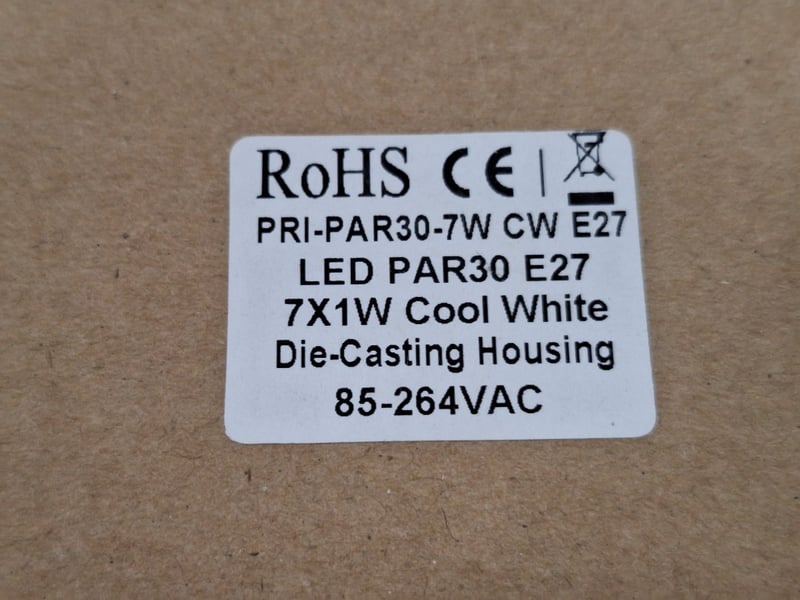 RoHS CE
PRI-PAR30-7W CW E27
LED PAR30 E27
7X1W Cool White
Die-Casting Housing
85-264VAC